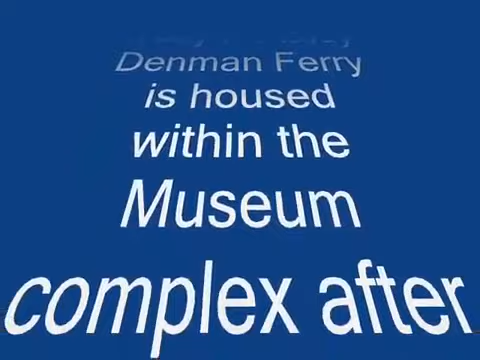 Denman Ferry
is housed
within the
Museum
complex after